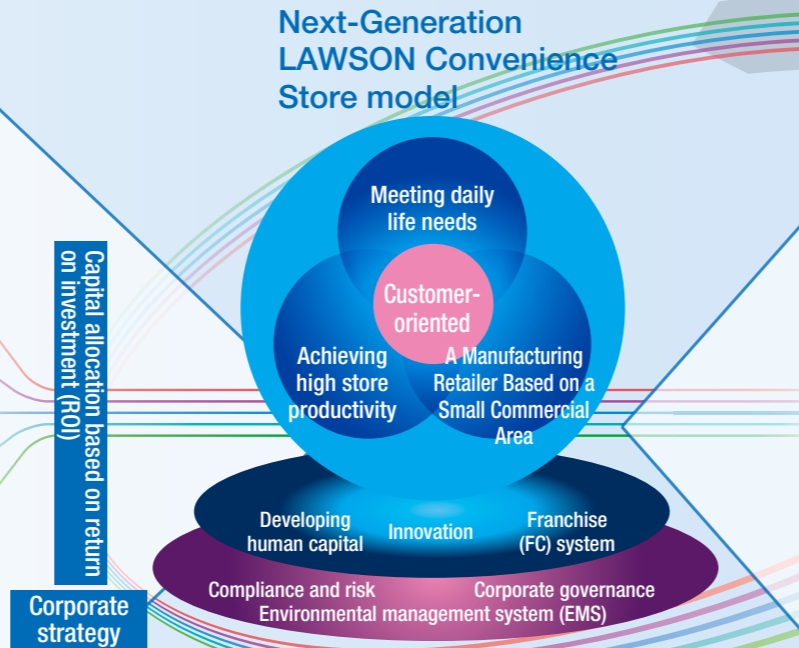 Next-Generation
LAWSON Convenience
Store model
Meeting daily
life needs
Customer-
oriented
Achieving
high store
productivity
A Manufacturing
Retailer Based on a
Small Commercial
Area
Capital allocation based on return
on investment (ROI)
Developing
human capital
Innovation
Franchise
(FC) system
Compliance and risk
Corporate governance
Environmental management system (EMS)
Corporate
strategy